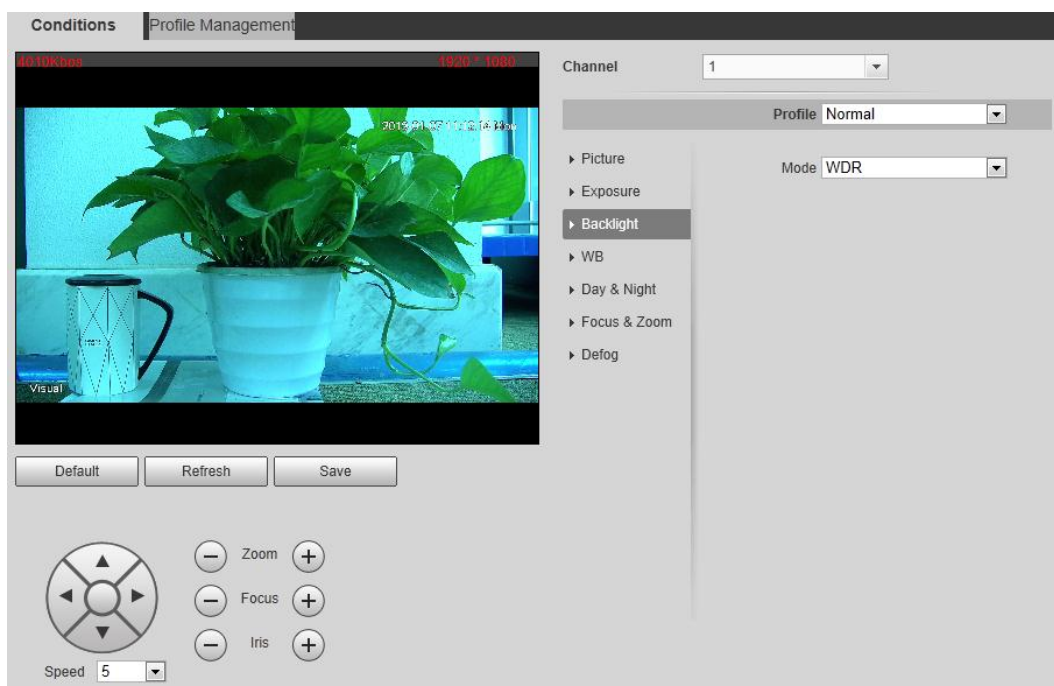 Conditions
Profile Management
4010Kbps
1920 * 1080
Visual
Default
Refresh
Save
Zoom
Focus
Iris
Speed 5
Channel 1
Profile Normal
Picture
Exposure
Backlight
WB
Day & Night
Focus & Zoom
Defog
Mode WDR